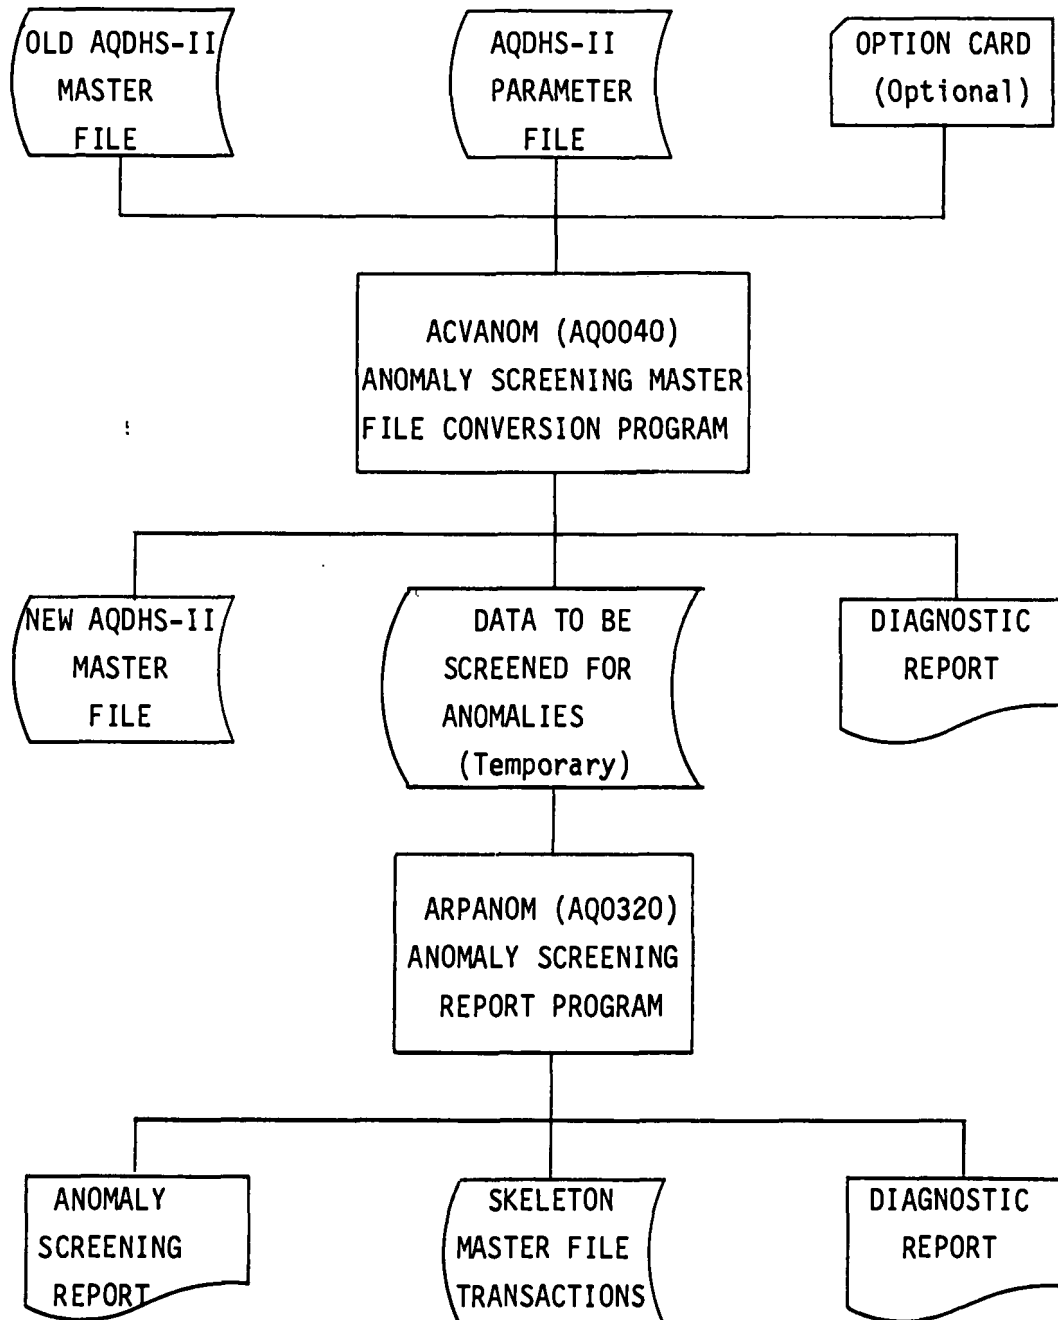 OLD AQDHS-II
MASTER
FILE
AQDHS-II
PARAMETER
FILE
OPTION CARD
(Optional)
ACVANOM (AQ0040)
ANOMALY SCREENING MASTER
FILE CONVERSION PROGRAM
NEW AQDHS-II
MASTER
FILE
DATA TO BE
SCREENED FOR
ANOMALIES
(Temporary)
DIAGNOSTIC
REPORT
ARPANOM (AQ0320)
ANOMALY SCREENING
REPORT PROGRAM
ANOMALY
SCREENING
REPORT
SKELETON
MASTER FILE
TRANSACTIONS
DIAGNOSTIC
REPORT